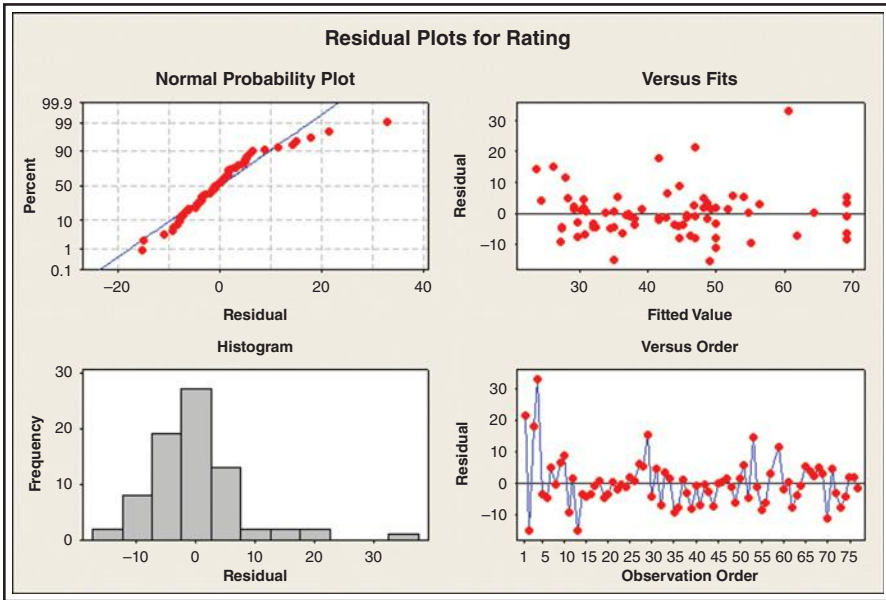 Residual Plots for Rating
Normal Probability Plot
99.9
99
90
50
10
1
0.1
Percent
−20 0 20 40
Residual
Versus Fits
30
20
10
0
−10
Residual
30 40 50 60 70
Fitted Value
Histogram
30
20
10
0
Frequency
−10 0 10 20 30
Residual
Versus Order
30
20
10
0
−10
Residual
1 5 10 15 20 25 30 35 40 45 50 55 60 65 70 75
Observation Order